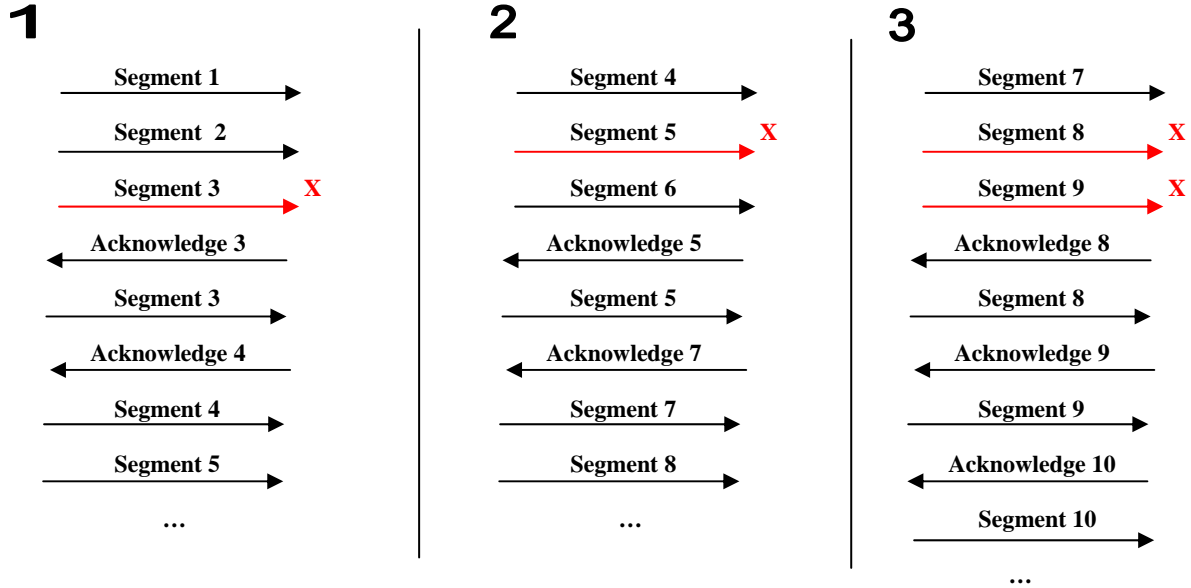 1
Segment 1
Segment 2
Segment 3 X
Acknowledge 3
Segment 3
Acknowledge 4
Segment 4
Segment 5
...
2
Segment 4
Segment 5 X
Segment 6
Acknowledge 5
Segment 5
Acknowledge 7
Segment 7
Segment 8
...
3
Segment 7
Segment 8 X
Segment 9 X
Acknowledge 8
Segment 8
Acknowledge 9
Segment 9
Acknowledge 10
Segment 10
...